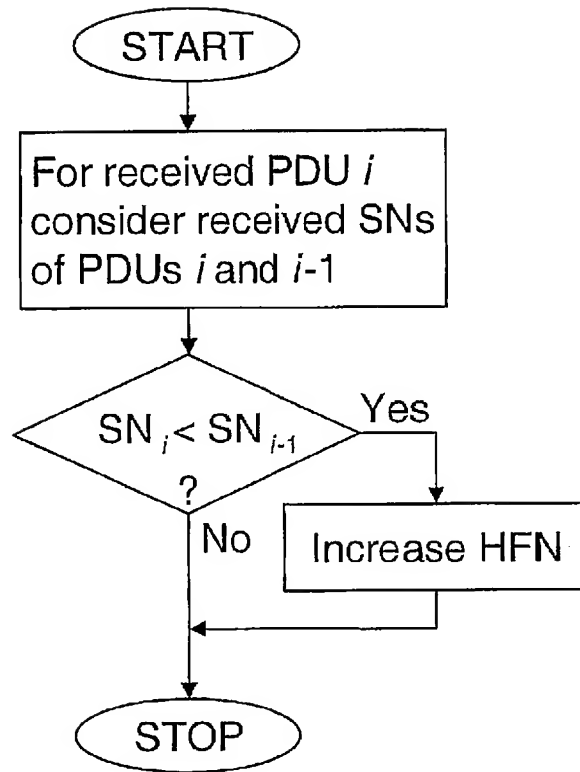 START
For received PDU i
consider received SNs
of PDUs i and i-1
SN i < SN i-1
?
Yes
No
Increase HFN
STOP